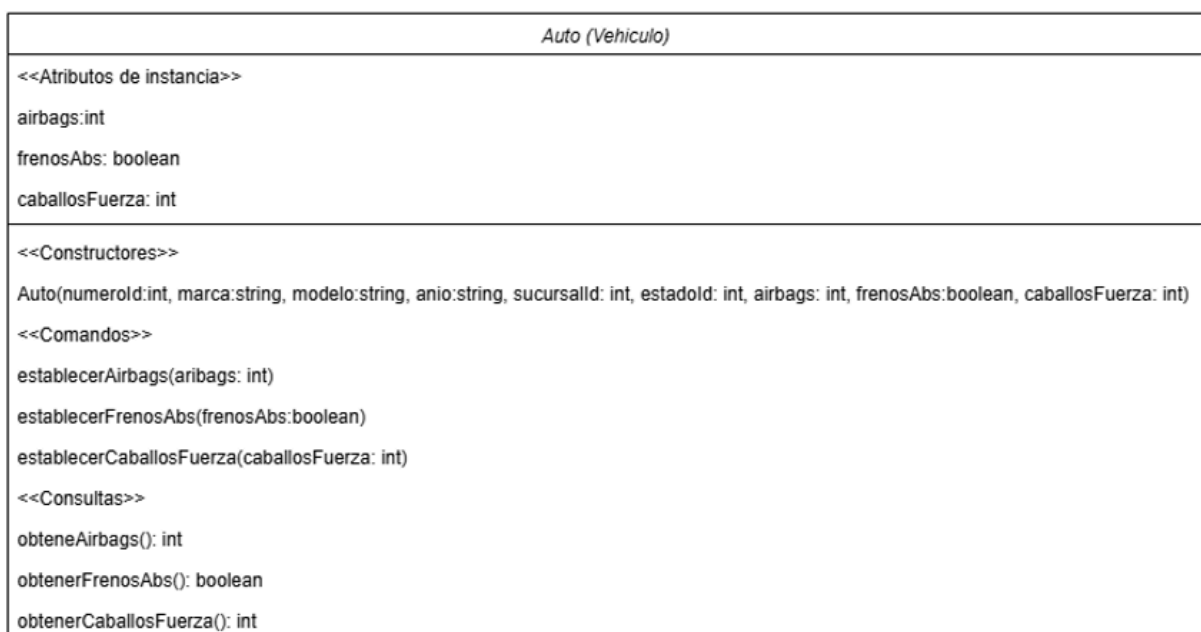 Auto (Vehiculo)
<<Atributos de instancia>>
airbags:int
frenosAbs: boolean
caballosFuerza: int
<<Constructores>>
Auto(numeroId:int, marca:string, modelo:string, anio:string, sucursalId: int, estadoId: int, airbags: int, frenosAbs:boolean, caballosFuerza: int)
<<Comandos>>
establecerAirbags(aribags: int)
establecerFrenosAbs(frenosAbs:boolean)
establecerCaballosFuerza(caballosFuerza: int)
<<Consultas>>
obteneAirbags(): int
obtenerFrenosAbs(): boolean
obtenerCaballosFuerza(): int